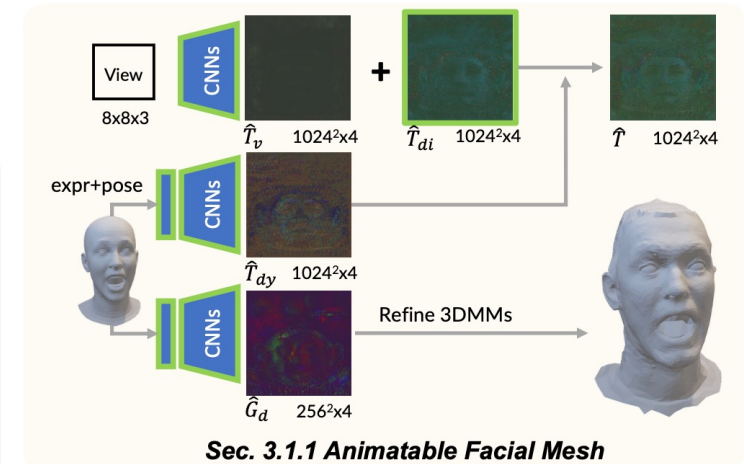 View
CNNs
+
8x8x3
T̂v 1024²x4
T̂di 1024²x4
T̂ 1024²x4
expr+pose
CNNs
T̂dy 1024²x4
CNNs
Refine 3DMMs
Ĝd 256²x4
Sec. 3.1.1 Animatable Facial Mesh